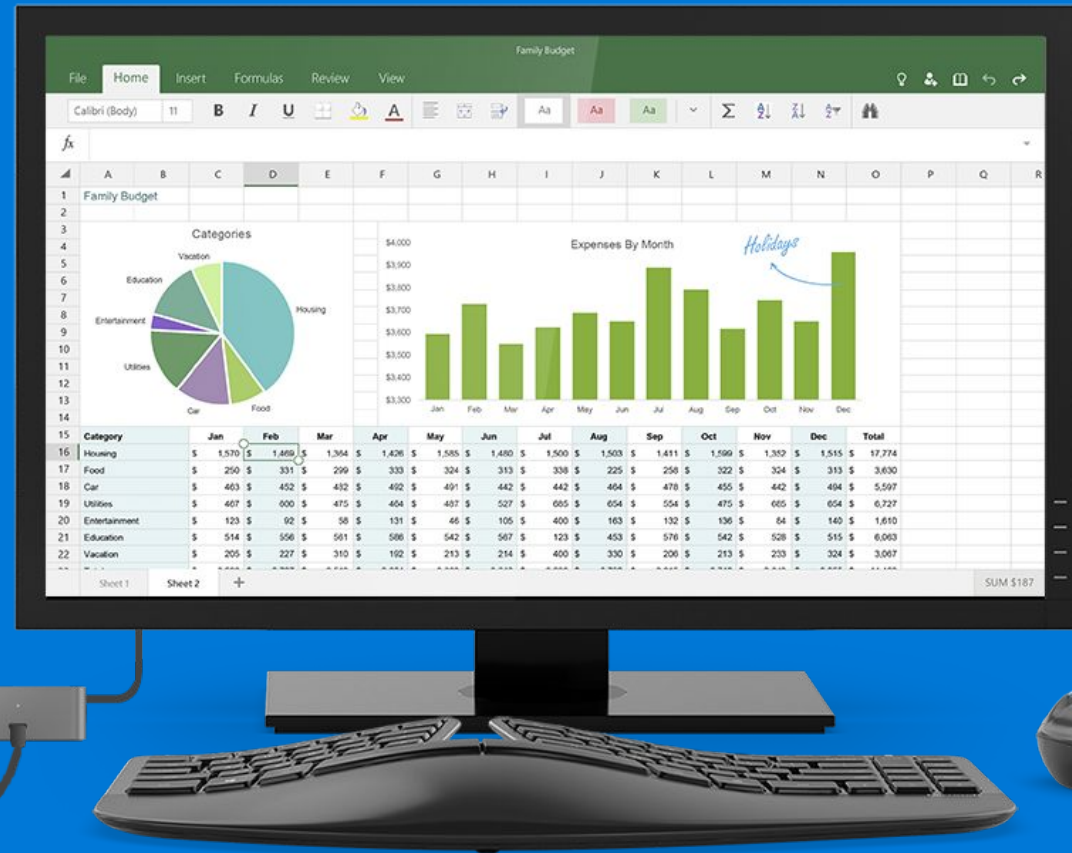 Family Budget
File Home Insert Formulas Review View
Calibri (Body) 11 B I U A Aa Aa Aa Σ
fx
A B C D E F G H I J K L M N O P Q R
1 Family Budget
2
3
4
5
6
7
8
9
10
11
12
13
14
Categories
Vacation
Education
Housing
Entertainment
Utilities
Car
Food
Expenses By Month
Holidays
$4,000
$3,900
$3,800
$3,700
$3,600
$3,500
$3,400
$3,300
Jan Feb Mar Apr May Jun Jul Aug Sep Oct Nov Dec
15 Category Jan Feb Mar Apr May Jun Jul Aug Sep Oct Nov Dec Total
16 Housing $ 1,570 $ 1,469 $ 1,364 $ 1,426 $ 1,585 $ 1,480 $ 1,500 $ 1,503 $ 1,411 $ 1,599 $ 1,352 $ 1,515 $ 17,774
17 Food $ 250 $ 331 $ 299 $ 333 $ 324 $ 313 $ 338 $ 225 $ 258 $ 322 $ 324 $ 313 $ 3,630
18 Car $ 463 $ 452 $ 482 $ 492 $ 491 $ 442 $ 442 $ 464 $ 478 $ 455 $ 442 $ 494 $ 5,597
19 Utilities $ 467 $ 600 $ 475 $ 464 $ 487 $ 527 $ 685 $ 654 $ 554 $ 475 $ 665 $ 654 $ 6,727
20 Entertainment $ 123 $ 92 $ 58 $ 131 $ 46 $ 105 $ 400 $ 163 $ 132 $ 136 $ 84 $ 140 $ 1,610
21 Education $ 514 $ 556 $ 561 $ 586 $ 542 $ 567 $ 123 $ 453 $ 576 $ 542 $ 528 $ 515 $ 6,063
22 Vacation $ 205 $ 227 $ 310 $ 192 $ 213 $ 214 $ 400 $ 330 $ 206 $ 213 $ 233 $ 324 $ 3,067
Sheet 1 Sheet 2 + SUM $187